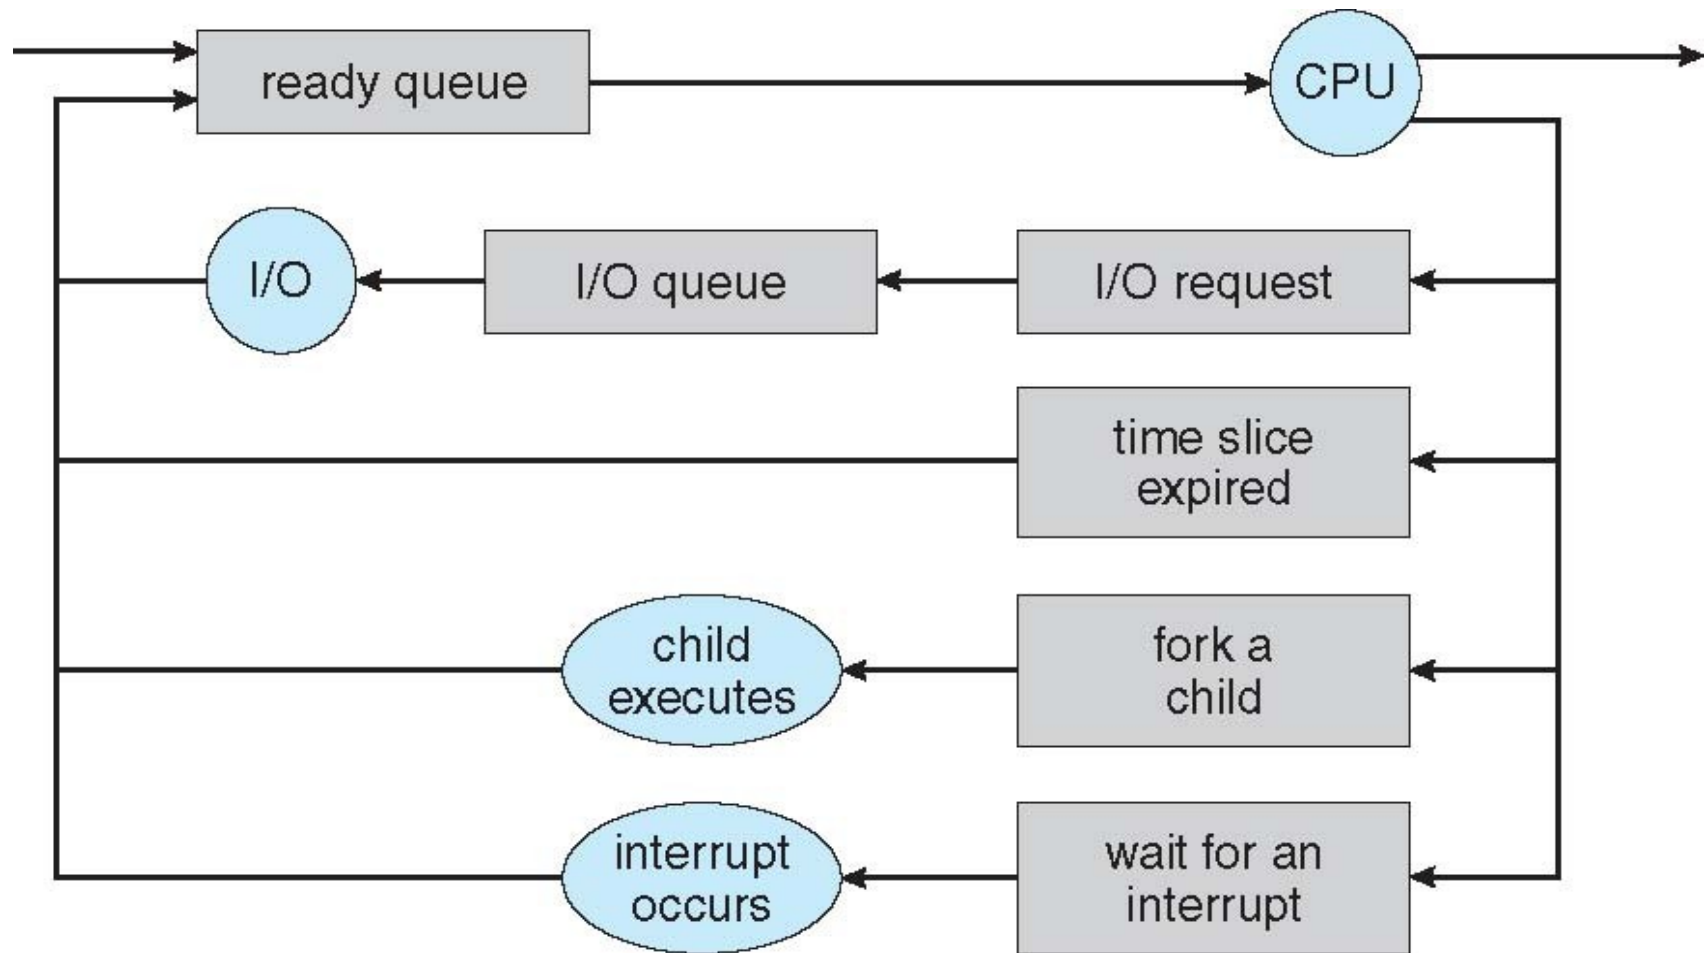 ready queue
CPU
I/O
I/O queue
I/O request
time slice
expired
child
executes
fork a
child
interrupt
occurs
wait for an
interrupt